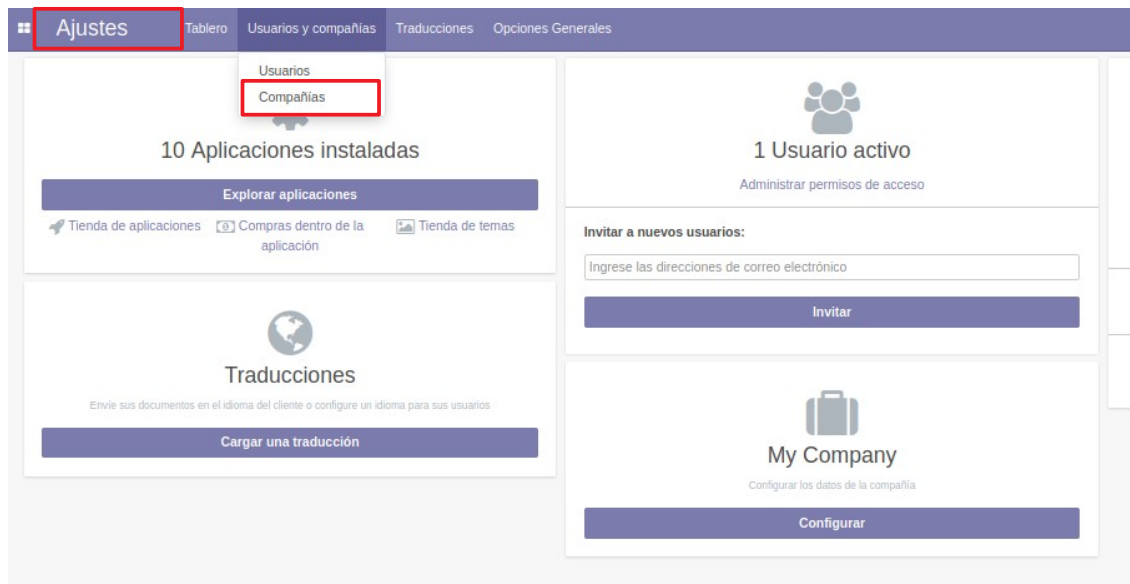 Ajustes
Tablero
Usuarios y compañías
Traducciones
Opciones Generales
Usuarios
Compañías
10 Aplicaciones instaladas
Explorar aplicaciones
Tienda de aplicaciones
Compras dentro de la
aplicación
Tienda de temas
Traducciones
Envíe sus documentos en el idioma del cliente o configure un idioma para sus usuarios
Cargar una traducción
1 Usuario activo
Administrar permisos de acceso
Invitar a nuevos usuarios:
Ingrese las direcciones de correo electrónico
Invitar
My Company
Configurar los datos de la compañía
Configurar